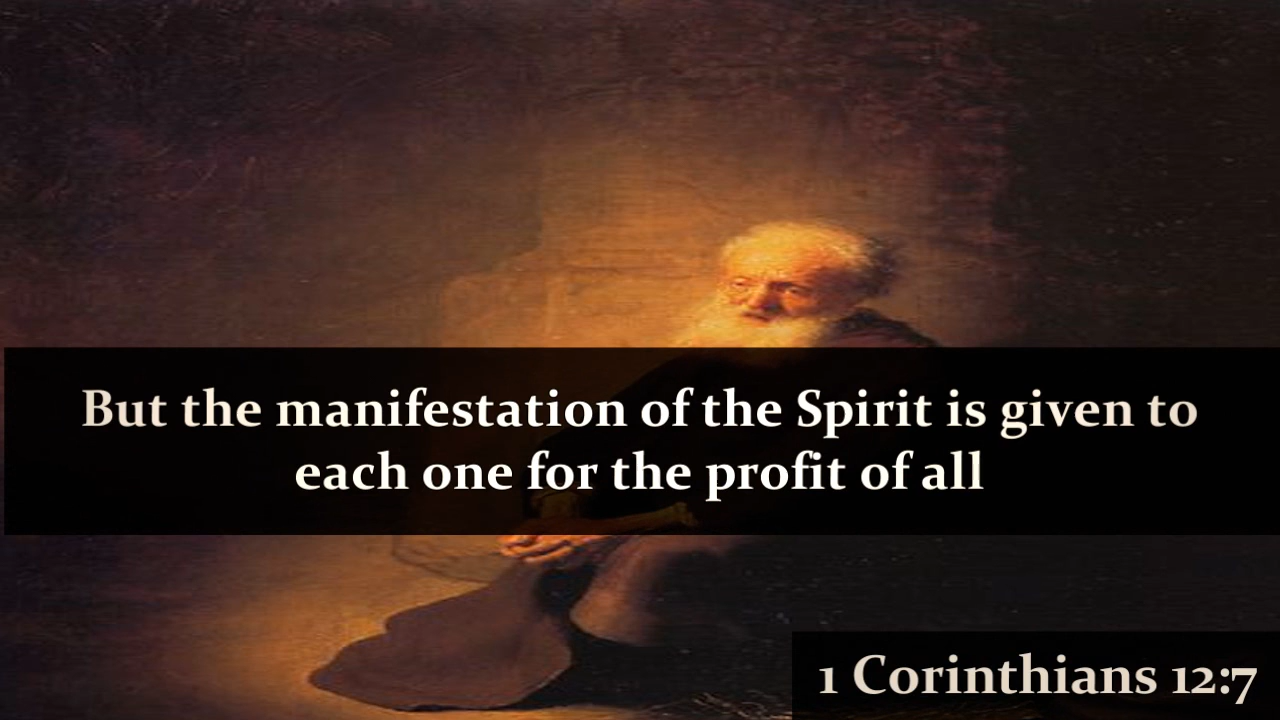 But the manifestation of the Spirit is given to
each one for the profit of all
1 Corinthians 12:7